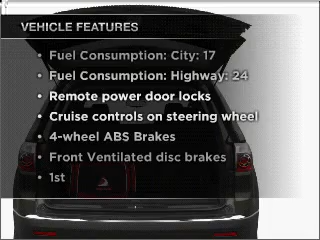 VEHICLE FEATURES
• Fuel Consumption: City: 17
• Fuel Consumption: Highway: 24
• Remote power door locks
• Cruise controls on steering wheel
• 4-wheel ABS Brakes
• Front Ventilated disc brakes
• 1st